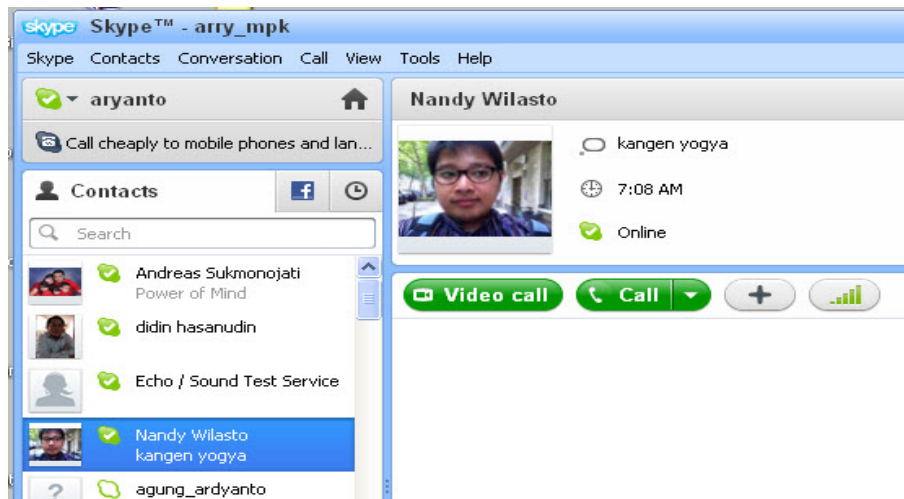 skype Skype™ - arry_mpk
Skype Contacts Conversation Call View Tools Help
aryanto
Call cheaply to mobile phones and lan...
Contacts
Search
Andreas Sukmonojati
Power of Mind
didin hasanudin
Echo / Sound Test Service
Nandy Wilasto
kangen yogya
agung_ardyanto
Nandy Wilasto
kangen yogya
7:08 AM
Online
Video call
Call